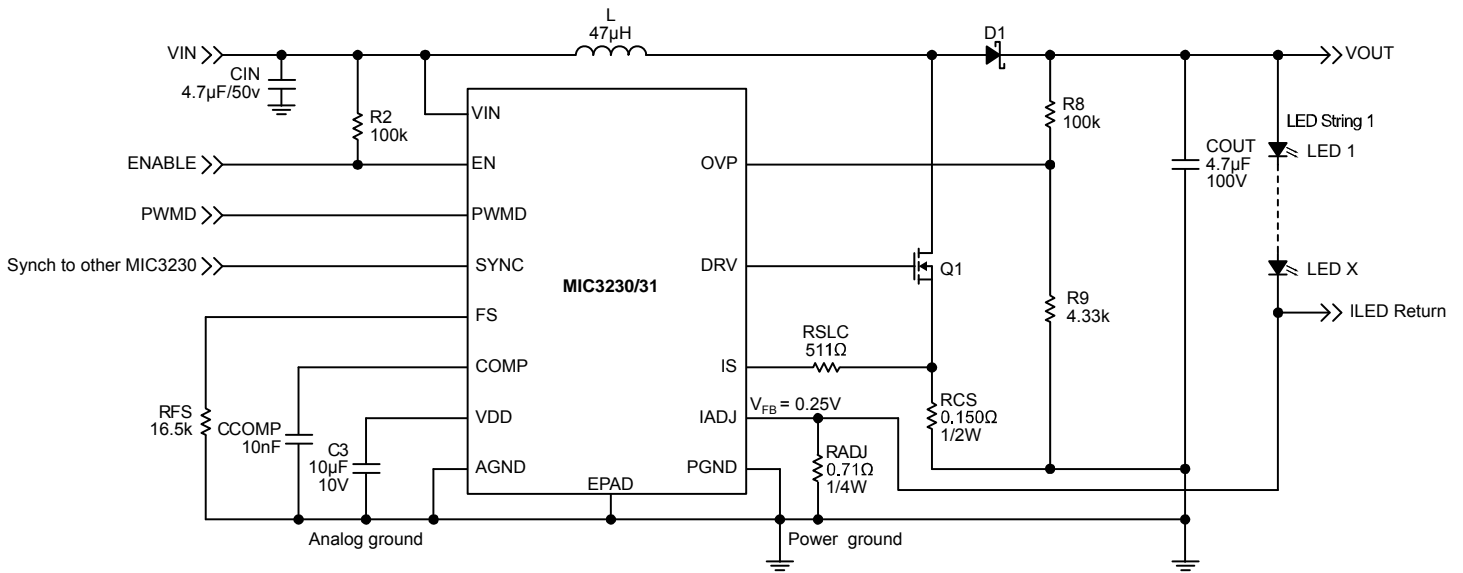 L
47µH
D1
VIN
VOUT
CIN
4.7µF/50v
R2
100k
VIN
R8
100k
LED String 1
LED 1
COUT
4.7µF
100V
ENABLE
EN
OVP
PWMD
PWMD
Synch to other MIC3230
SYNC
DRV
Q1
LED X
MIC3230/31
R9
4.33k
FS
ILED Return
RSLC
511Ω
COMP
IS
RFS
16.5k
CCOMP
10nF
VDD
IADJ
VFB = 0.25V
RCS
0.150Ω
1/2W
C3
10µF
10V
AGND
PGND
RADJ
0.71Ω
1/4W
EPAD
Analog ground
Power ground